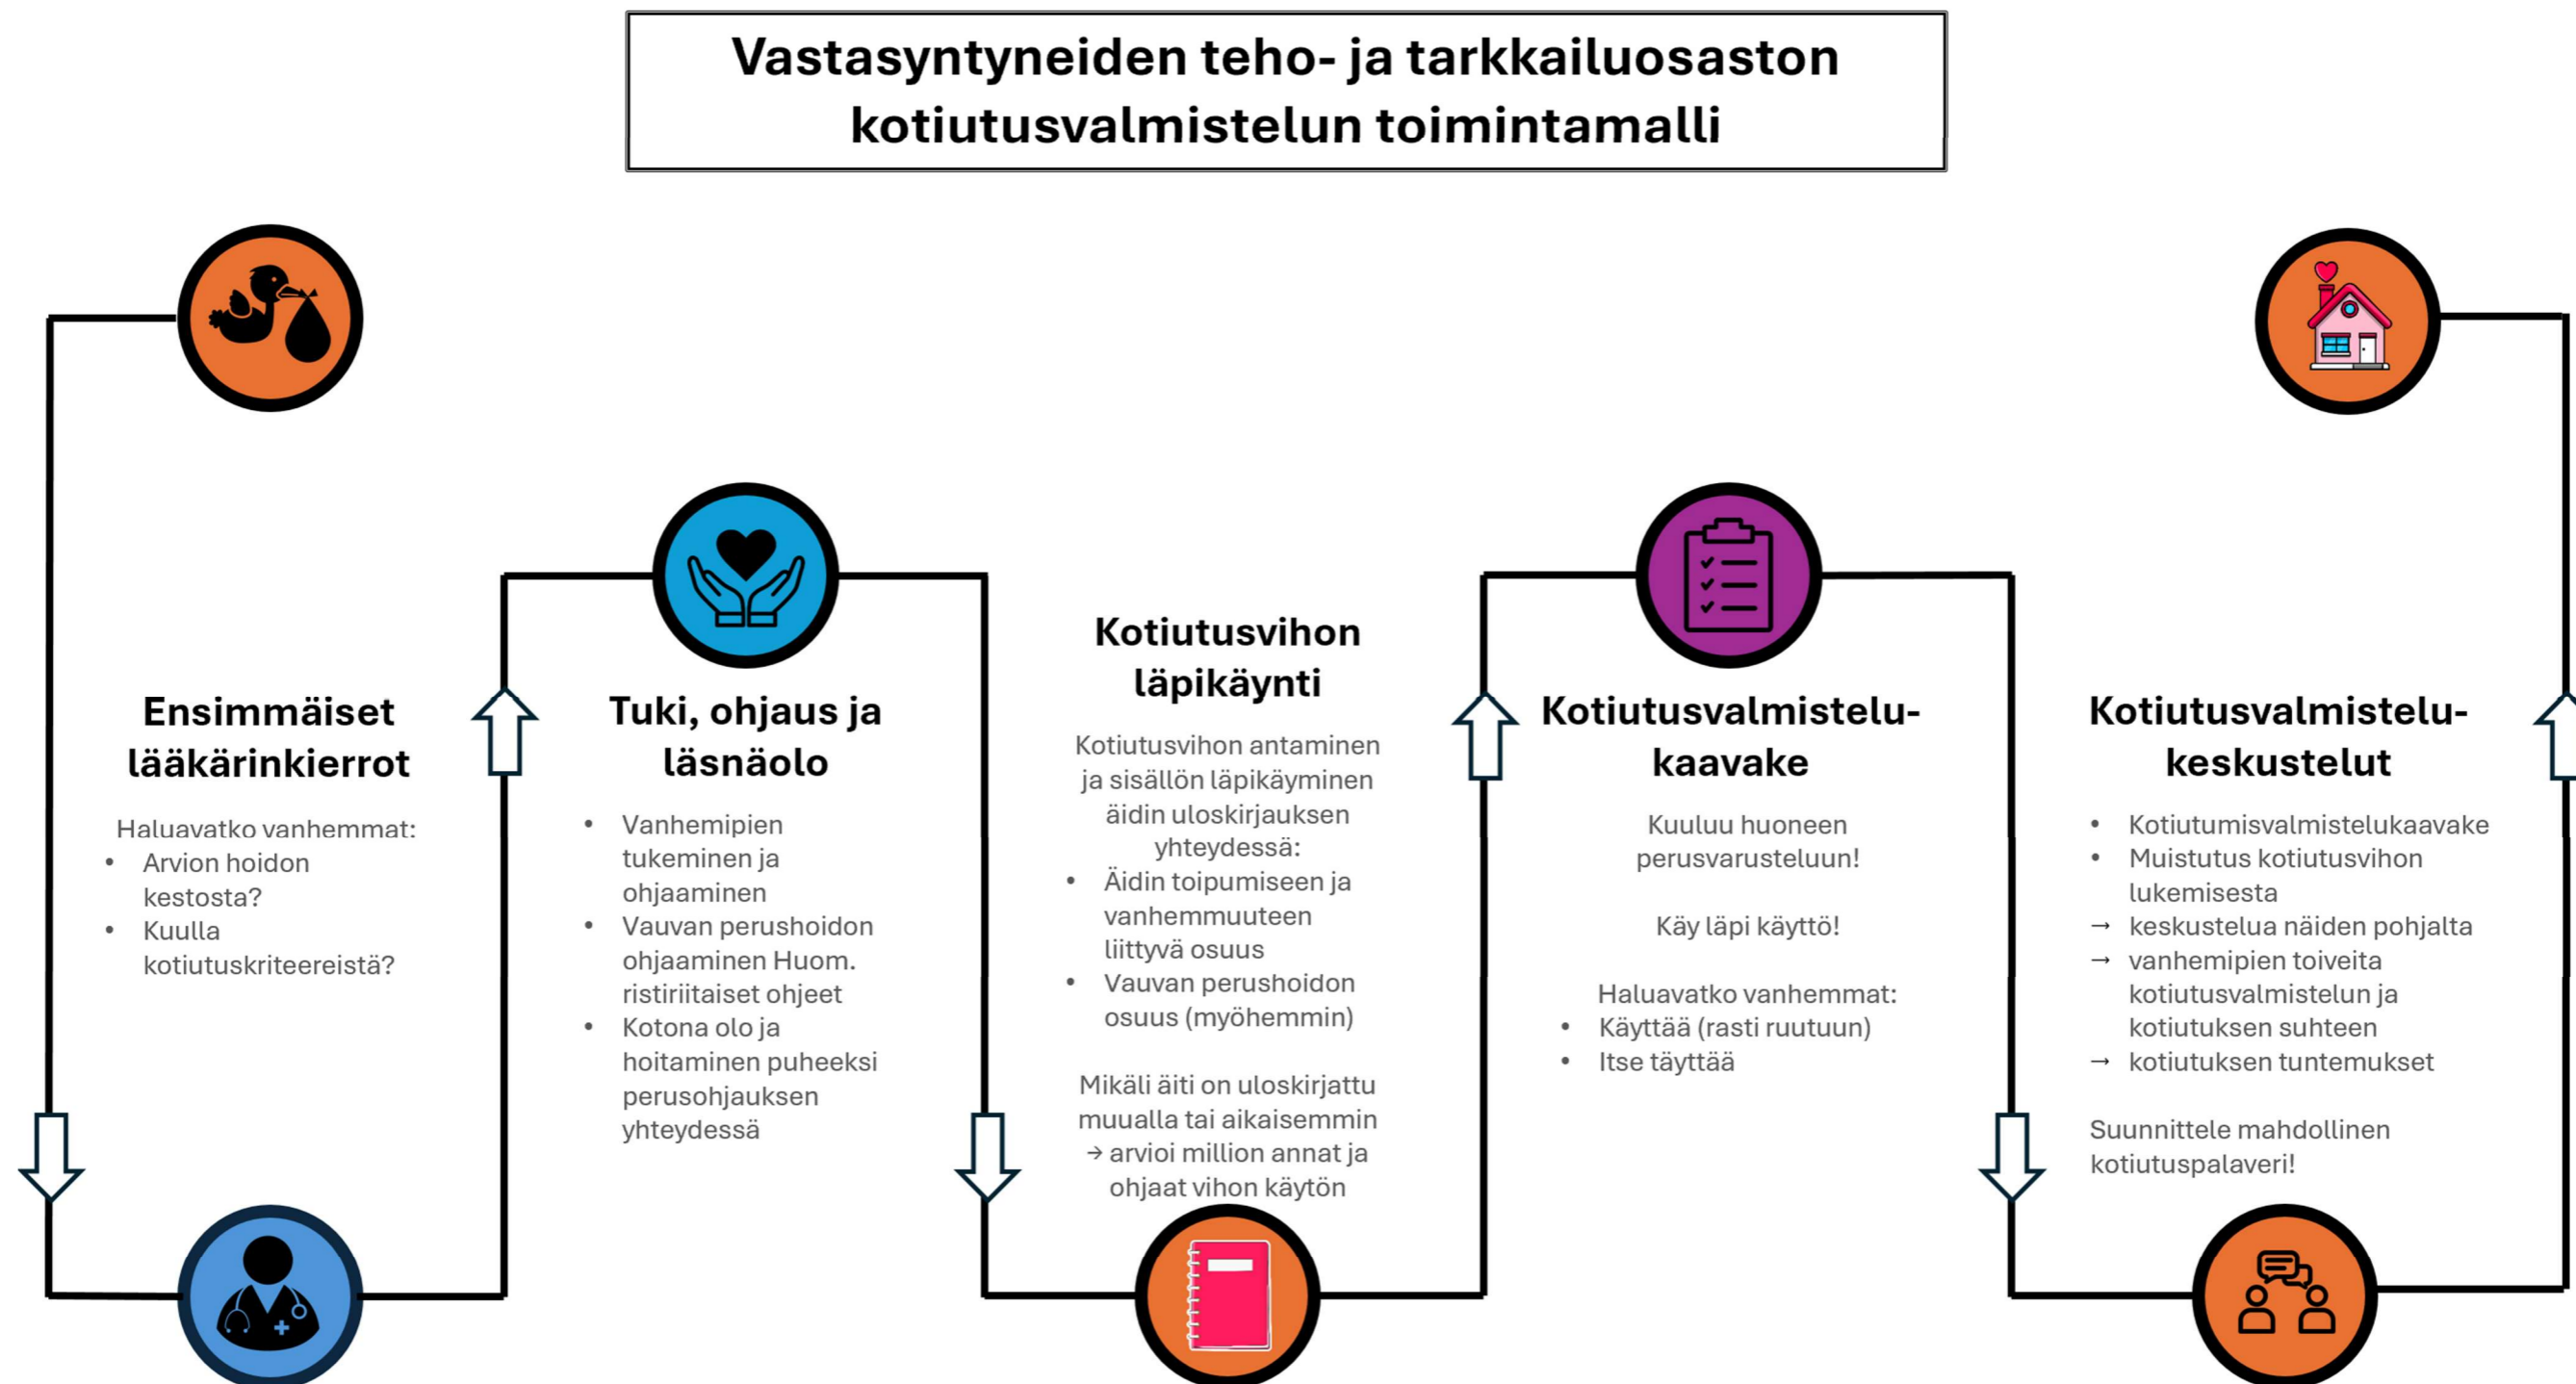 Vastasyntyneiden teho- ja tarkkailuosaston
kotiutusvalmistelun toimintamalli
Ensimmäiset
lääkärinkierrot
Haluavatko vanhemmat:
• Arvion hoidon
kestosta?
• Kuulla
kotiutuskriteereistä?
Tuki, ohjaus ja
läsnäolo
• Vanhemipien
tukeminen ja
ohjaaminen
• Vauvan perushoidon
ohjaaminen Huom.
ristiriitaiset ohjeet
• Kotona olo ja
hoitaminen puheeksi
perusohjauksen
yhteydessä
Kotiutusvihon
läpikäynti
Kotiutusvihon antaminen
ja sisällön läpikäyminen
äidin uloskirjauksen
yhteydessä:
• Äidin toipumiseen ja
vanhemmuuteen
liittyvä osuus
• Vauvan perushoidon
osuus (myöhemmin)
Mikäli äiti on uloskirjattu
muualla tai aikaisemmin
→ arvioi million annat ja
ohjaat vihon käytön
Kotiutusvalmistelu-
kaavake
Kuuluu huoneen
perusvarusteluun!
Käy läpi käyttö!
Haluavatko vanhemmat:
• Käyttää (rasti ruutuun)
• Itse täyttää
Kotiutusvalmistelu-
keskustelut
• Kotiutumisvalmistelukaavake
• Muistutus kotiutusvihon
lukemisesta
→ keskustelua näiden pohjalta
→ vanhemipien toiveita
kotiutusvalmistelun ja
kotiutuksen suhteen
→ kotiutuksen tuntemukset
Suunnittele mahdollinen
kotiutuspalaveri!